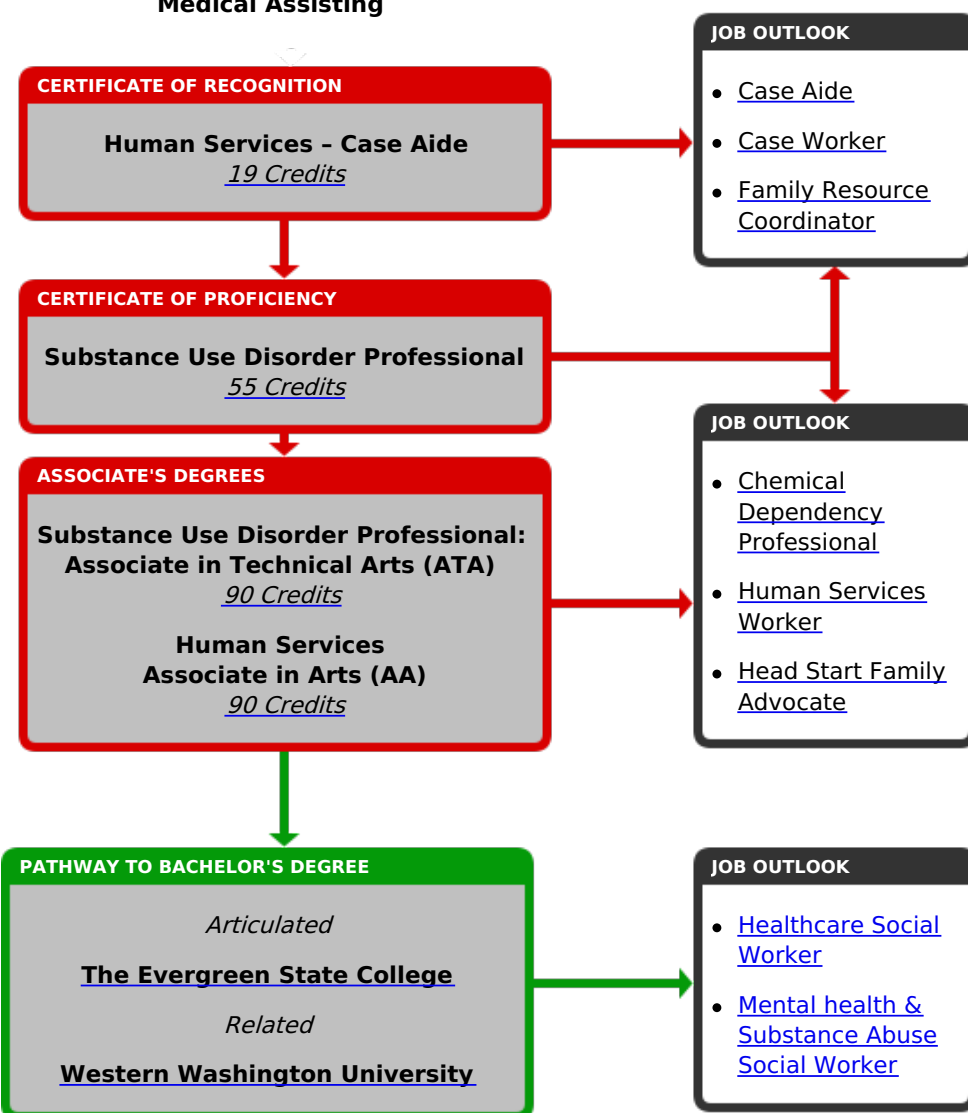 Medical Assisting
CERTIFICATE OF RECOGNITION
Human Services – Case Aide
19 Credits
JOB OUTLOOK
Case Aide
Case Worker
Family Resource
Coordinator
CERTIFICATE OF PROFICIENCY
Substance Use Disorder Professional
55 Credits
ASSOCIATE'S DEGREES
Substance Use Disorder Professional:
Associate in Technical Arts (ATA)
90 Credits
Human Services
Associate in Arts (AA)
90 Credits
JOB OUTLOOK
Chemical
Dependency
Professional
Human Services
Worker
Head Start Family
Advocate
PATHWAY TO BACHELOR'S DEGREE
Articulated
The Evergreen State College
Related
Western Washington University
JOB OUTLOOK
Healthcare Social
Worker
Mental health &
Substance Abuse
Social Worker